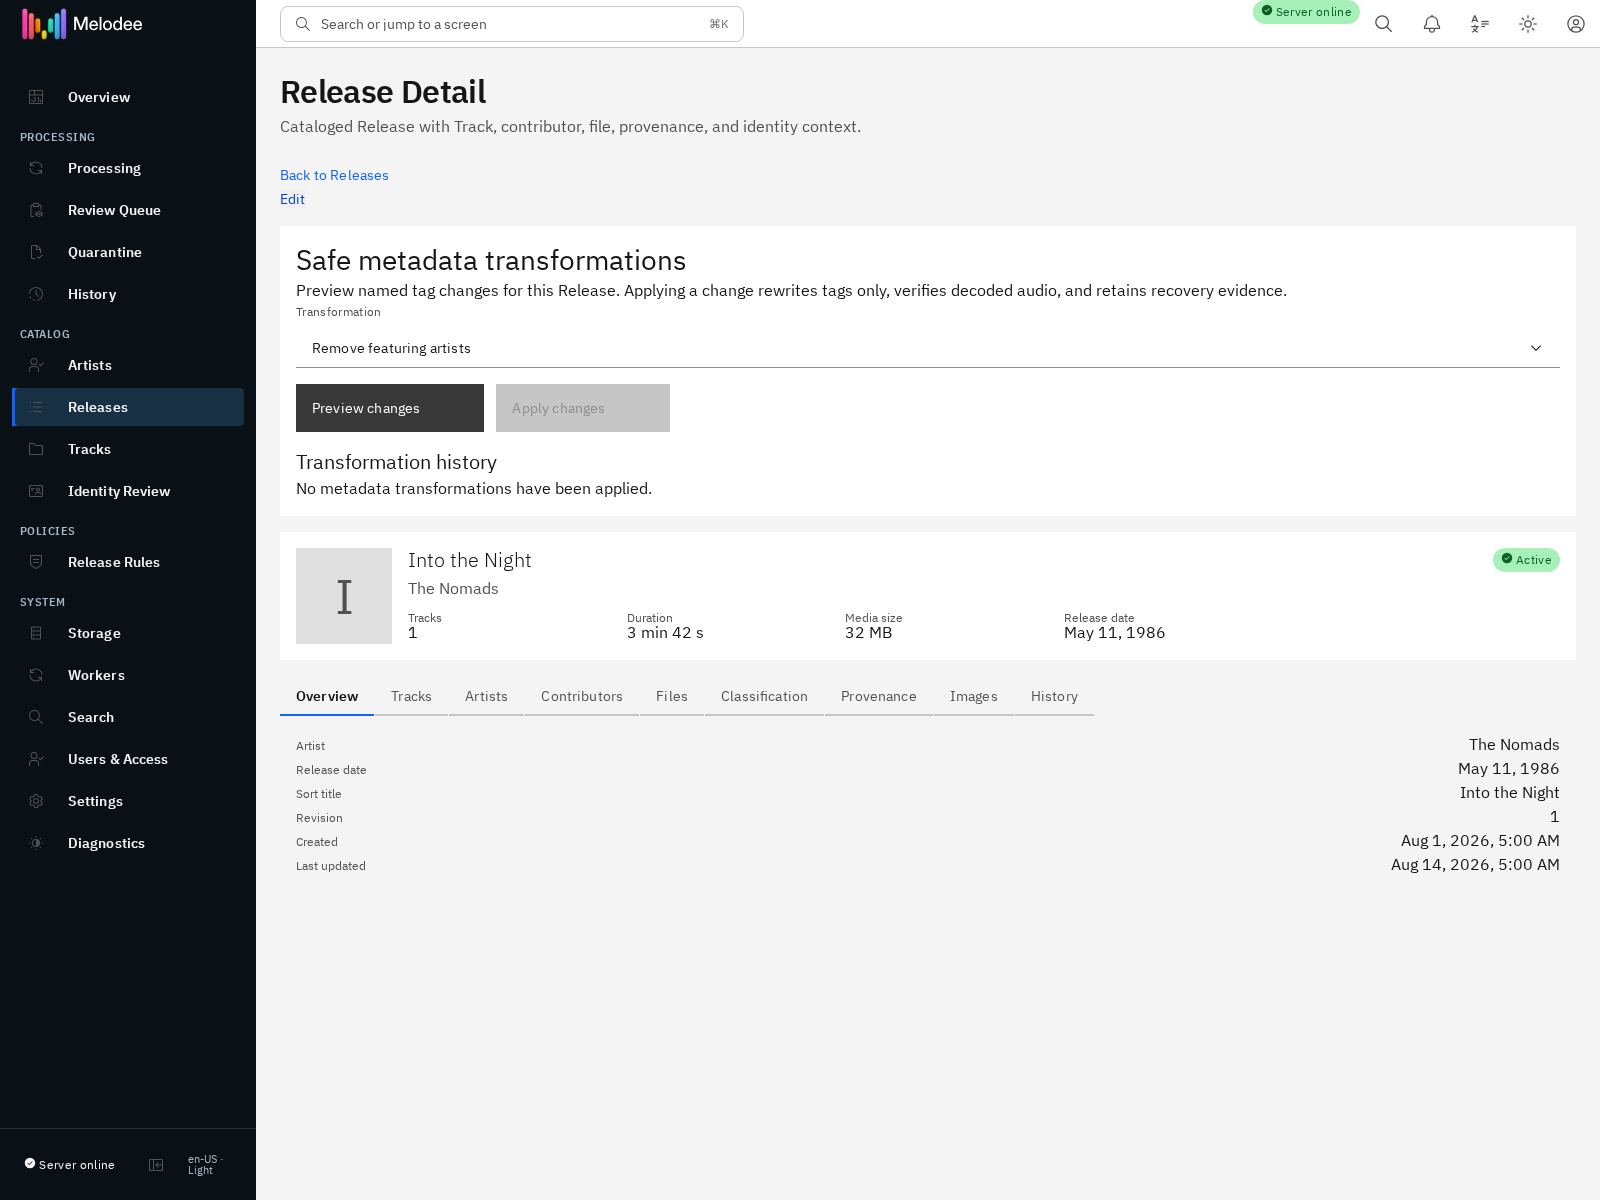 Melodee
Search or jump to a screen ⌘K
Server online
Overview
PROCESSING
Processing
Review Queue
Quarantine
History
CATALOG
Artists
Releases
Tracks
Identity Review
POLICIES
Release Rules
SYSTEM
Storage
Workers
Search
Users & Access
Settings
Diagnostics
Server online
en-US ·
Light
Release Detail
Cataloged Release with Track, contributor, file, provenance, and identity context.
Back to Releases
Edit
Safe metadata transformations
Preview named tag changes for this Release. Applying a change rewrites tags only, verifies decoded audio, and retains recovery evidence.
Transformation
Remove featuring artists
Preview changes Apply changes
Transformation history
No metadata transformations have been applied.
I
Into the Night
Active
The Nomads
Tracks Duration Media size Release date
1 3 min 42 s 32 MB May 11, 1986
Overview Tracks Artists Contributors Files Classification Provenance Images History
Artist The Nomads
Release date May 11, 1986
Sort title Into the Night
Revision 1
Created Aug 1, 2026, 5:00 AM
Last updated Aug 14, 2026, 5:00 AM